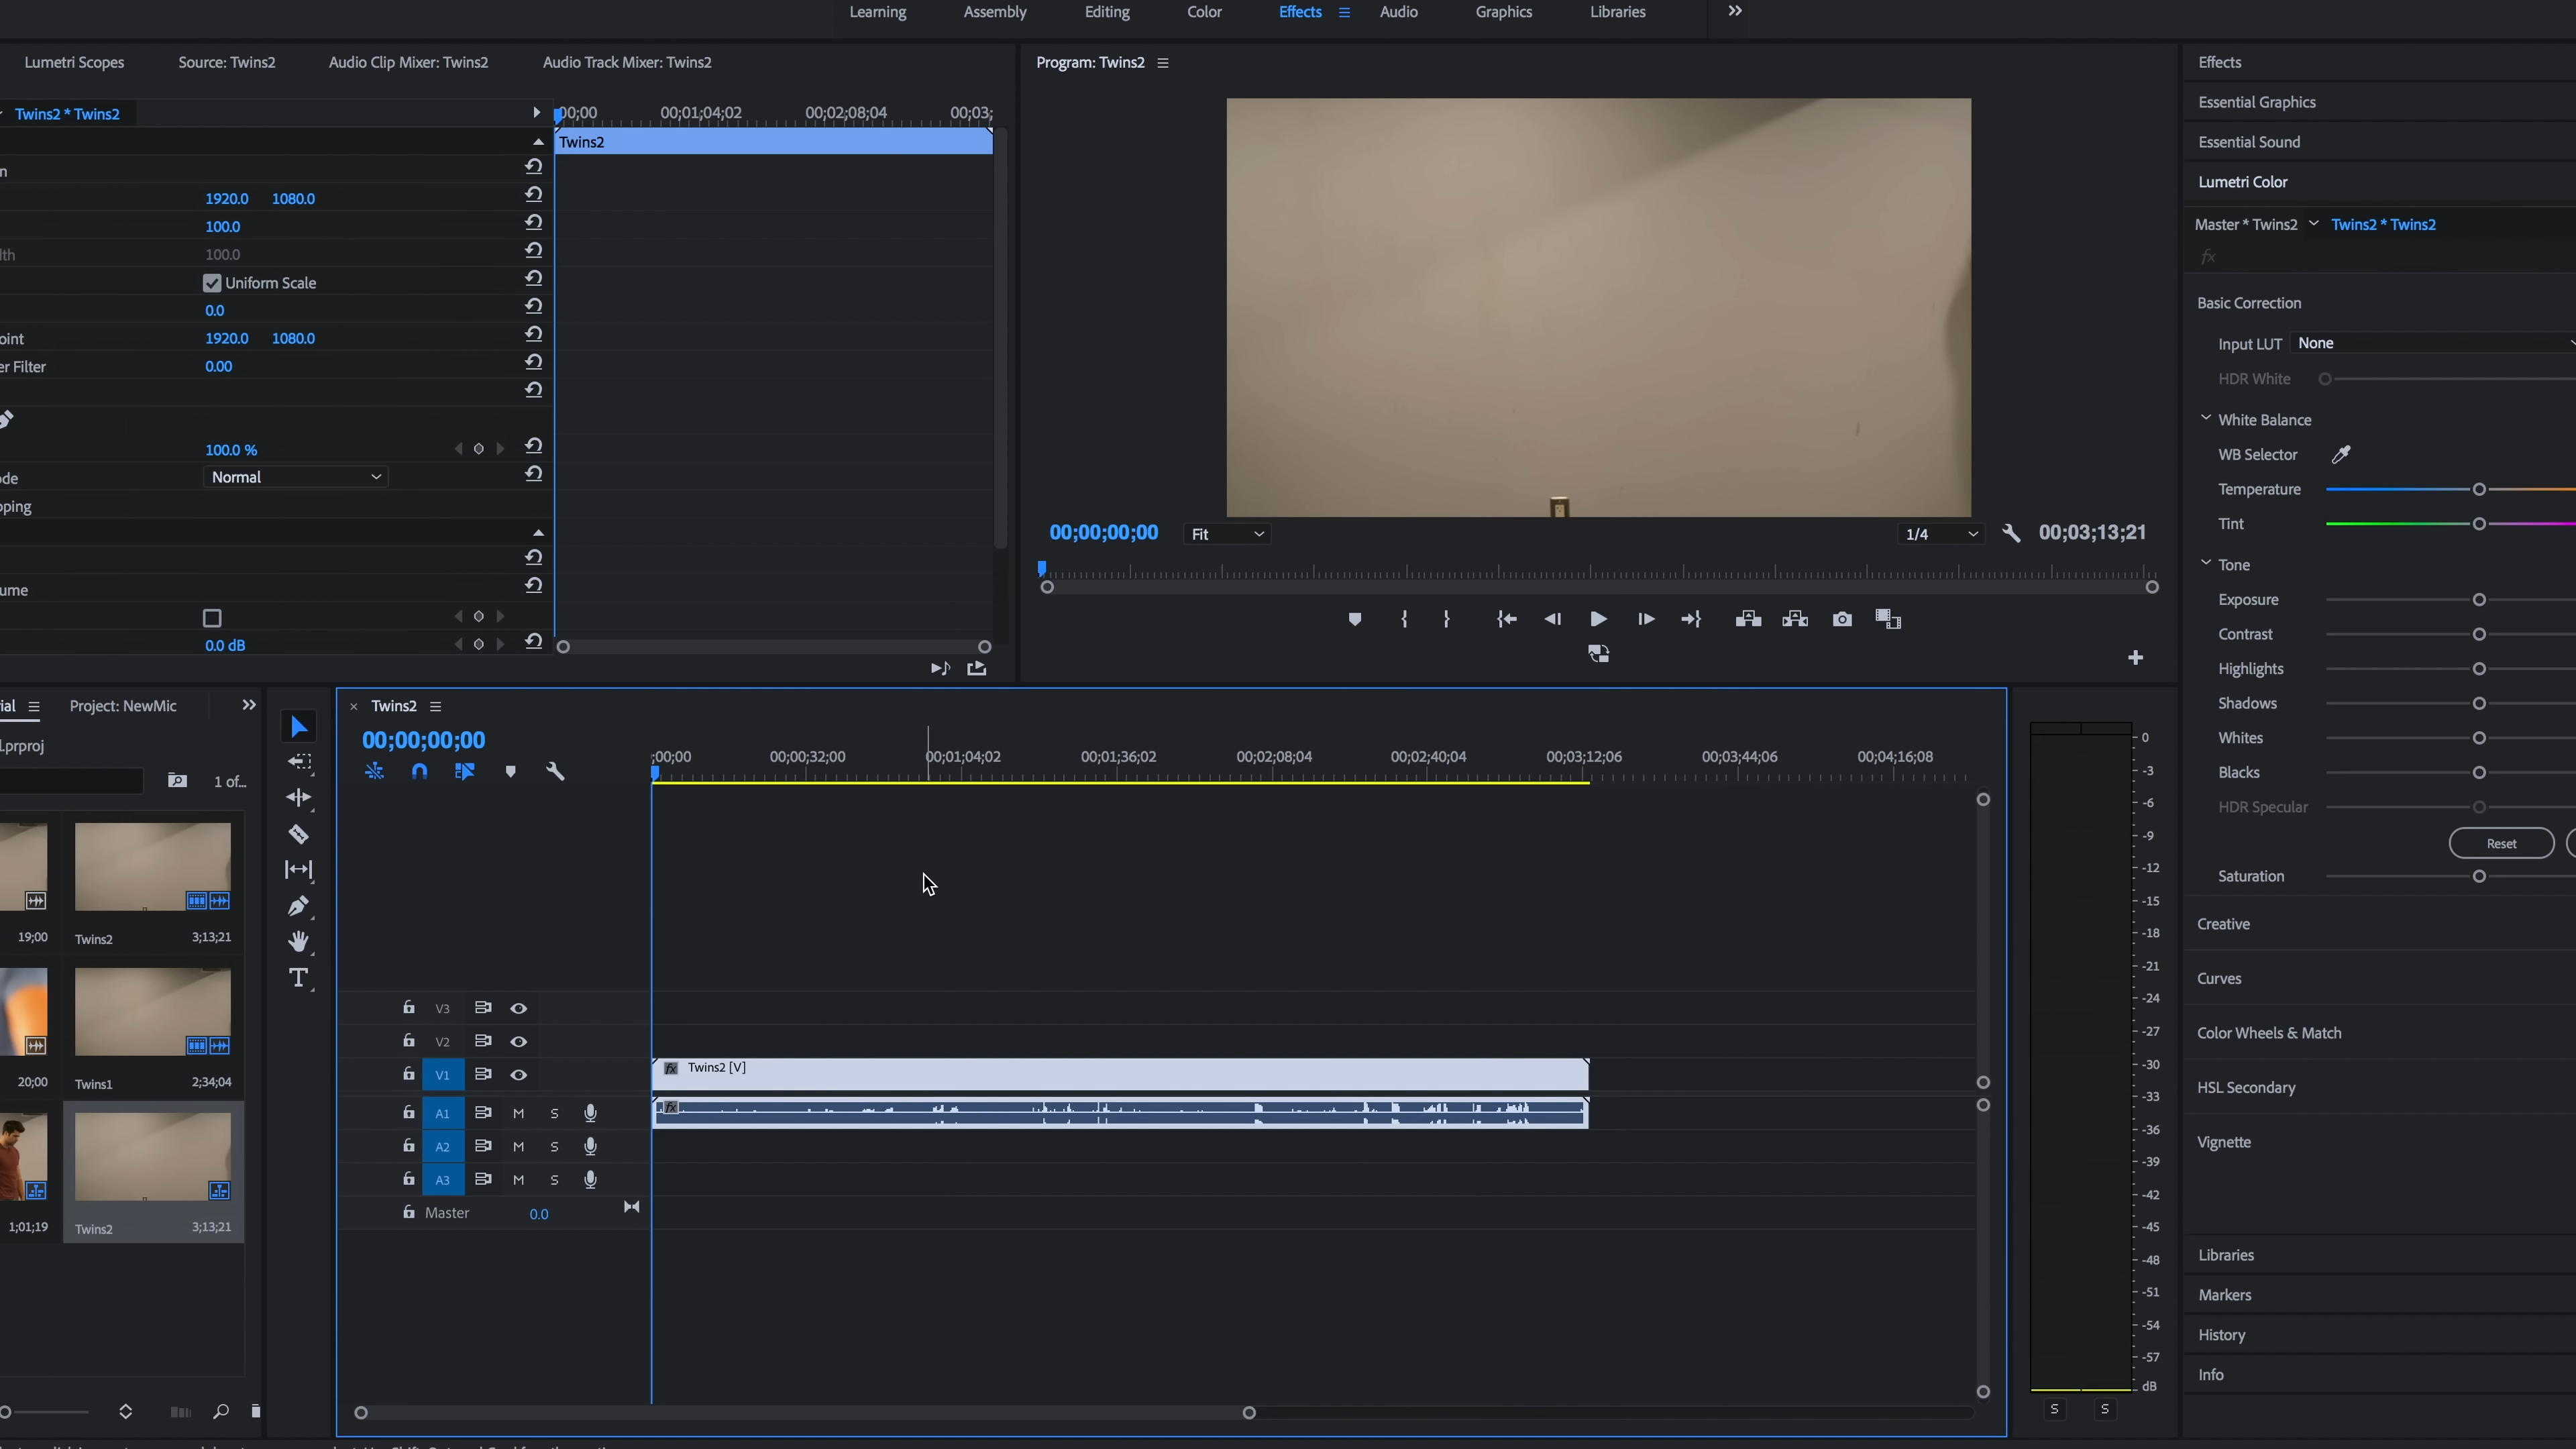 Learning Assembly Editing Color Effects Audio Graphics Libraries
Lumetri Scopes Source: Twins2 Audio Clip Mixer: Twins2 Audio Track Mixer: Twins2
Twins2 * Twins2
00;00 00;01;04;02 00;02;08;04 00;03;
Twins2
n
1920.0 1080.0
100.0
lth 100.0
Uniform Scale
0.0
oint 1920.0 1080.0
er Filter 0.00
100.0 %
ode Normal
pping
ume
0.0 dB
Program: Twins2
00;00;00;00 Fit 1/4 00;03;13;21
Effects
Essential Graphics
Essential Sound
Lumetri Color
Master * Twins2 Twins2 * Twins2
fx
Basic Correction
Input LUT None
HDR White
White Balance
WB Selector
Temperature
Tint
Tone
Exposure
Contrast
Highlights
Shadows
Whites
Blacks
HDR Specular
Reset
Saturation
Creative
Curves
Color Wheels & Match
HSL Secondary
Vignette
Libraries
Markers
History
Info
ial Project: NewMic
l.prproj
1 of...
19;00 Twins2 3;13;21
20;00 Twins1 2;34;04
1;01;19 Twins2 3;13;21
Twins2
00;00;00;00
;00;00 00;00;32;00 00;01;04;02 00;01;36;02 00;02;08;04 00;02;40;04 00;03;12;06 00;03;44;06 00;04;16;08
V3
V2
V1 fx Twins2 [V]
A1 M S fx
A2 M S
A3 M S
Master 0.0
0
-3
-6
-9
-12
-15
-18
-21
-24
-27
-30
-33
-36
-39
-42
-45
-48
-51
-54
-57
dB
S S